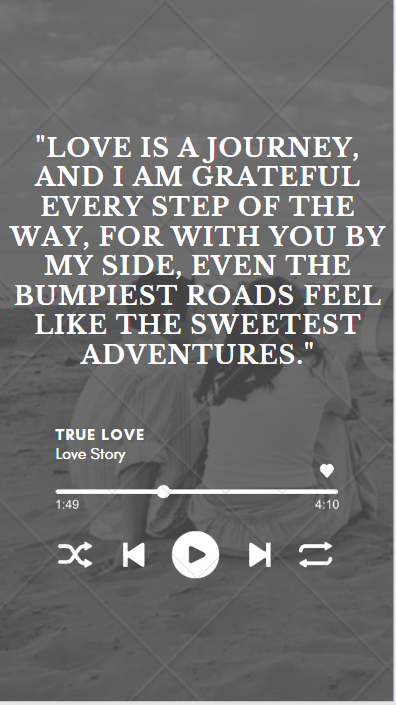 "LOVE IS A JOURNEY,
AND I AM GRATEFUL
EVERY STEP OF THE
WAY, FOR WITH YOU BY
MY SIDE, EVEN THE
BUMPIEST ROADS FEEL
LIKE THE SWEETEST
ADVENTURES."
TRUE LOVE
Love Story
1:49 4:10